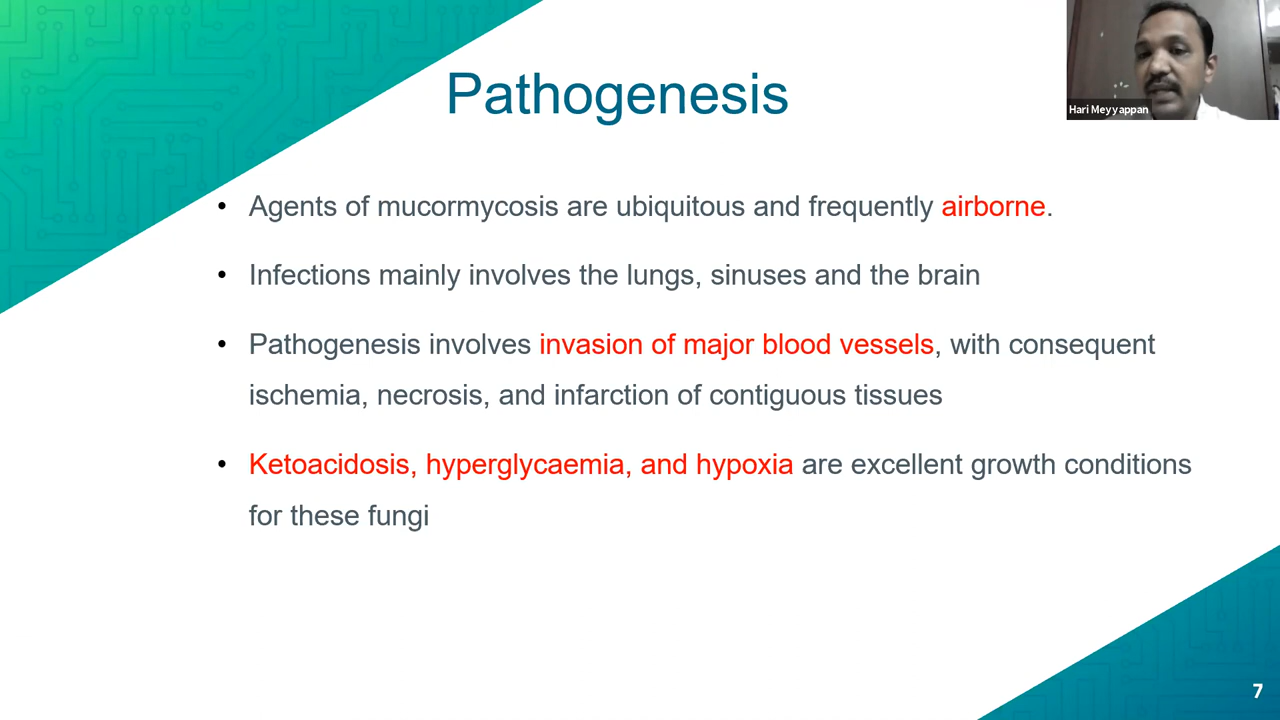 Pathogenesis
Hari Meyyappan
• Agents of mucormycosis are ubiquitous and frequently airborne.
• Infections mainly involves the lungs, sinuses and the brain
• Pathogenesis involves invasion of major blood vessels, with consequent
ischemia, necrosis, and infarction of contiguous tissues
• Ketoacidosis, hyperglycaemia, and hypoxia are excellent growth conditions
for these fungi
7